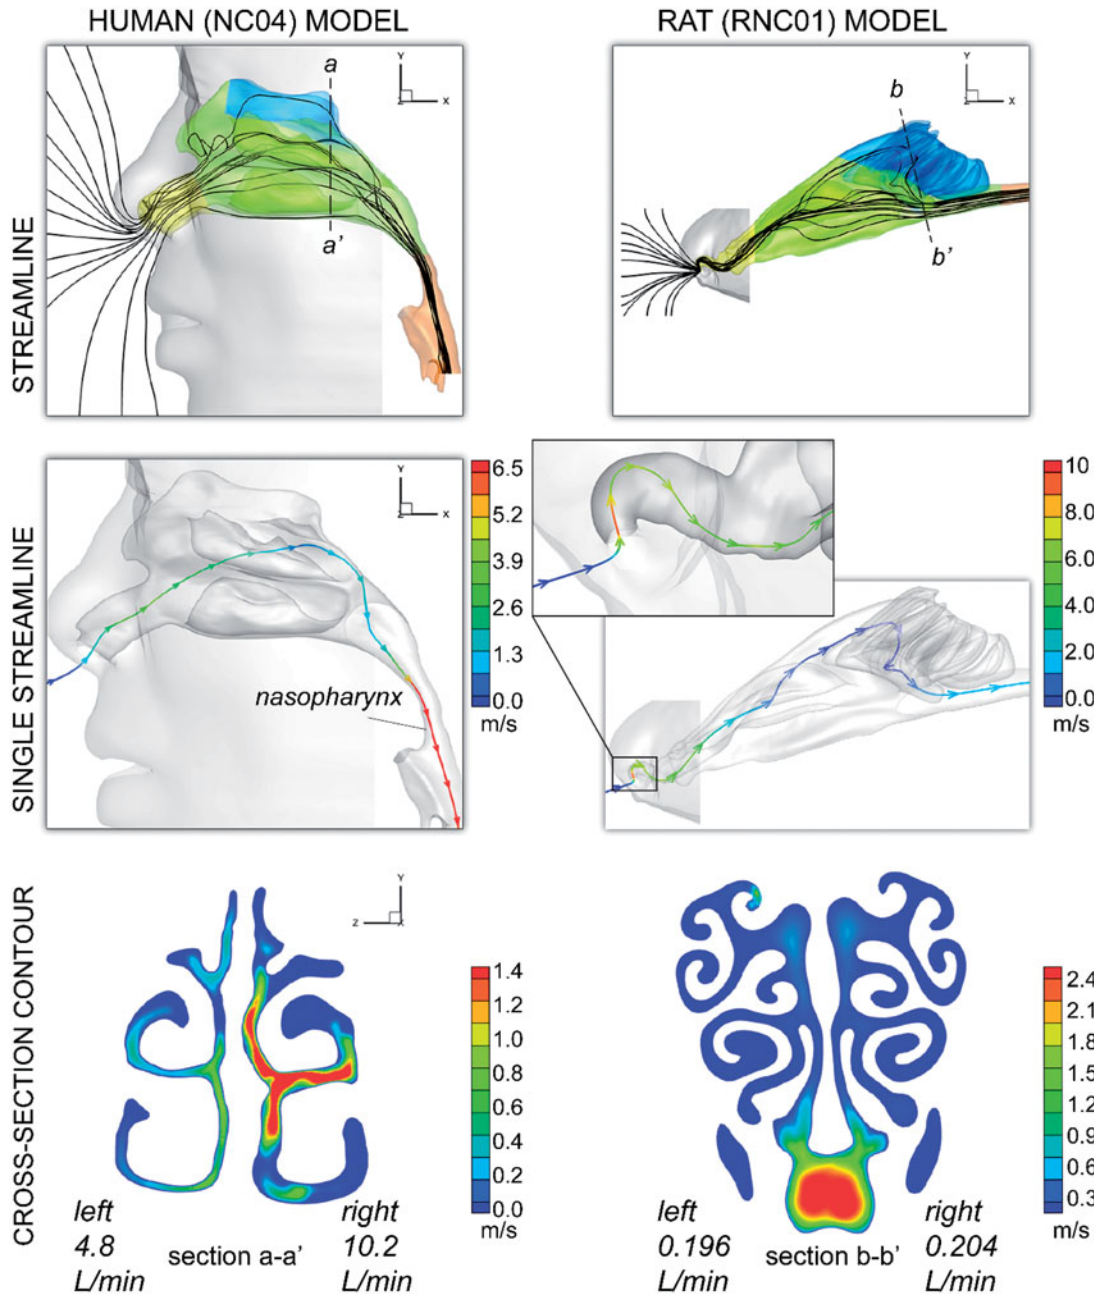 HUMAN (NC04) MODEL
RAT (RNC01) MODEL
STREAMLINE
a
a'
Y
Z
X
b
b'
Y
Z
X
SINGLE STREAMLINE
nasopharynx
Y
Z
X
6.5
5.2
3.9
2.6
1.3
0.0
m/s
10
8.0
6.0
4.0
2.0
0.0
m/s
CROSS-SECTION CONTOUR
Y
Z
X
1.4
1.2
1.0
0.8
0.6
0.4
0.2
0.0
m/s
left
4.8
L/min
section a-a'
right
10.2
L/min
2.4
2.1
1.8
1.5
1.2
0.9
0.6
0.3
m/s
left
0.196
L/min
section b-b'
right
0.204
L/min